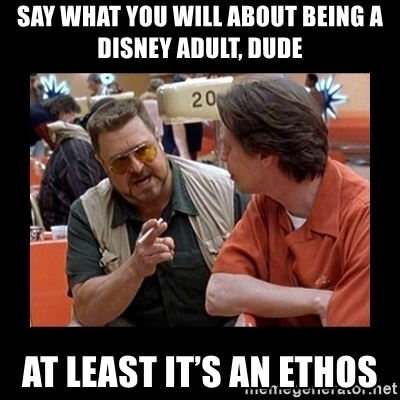 SAY WHAT YOU WILL ABOUT BEING A
DISNEY ADULT, DUDE
20
AT LEAST IT’S AN ETHOS
memegenerator.net